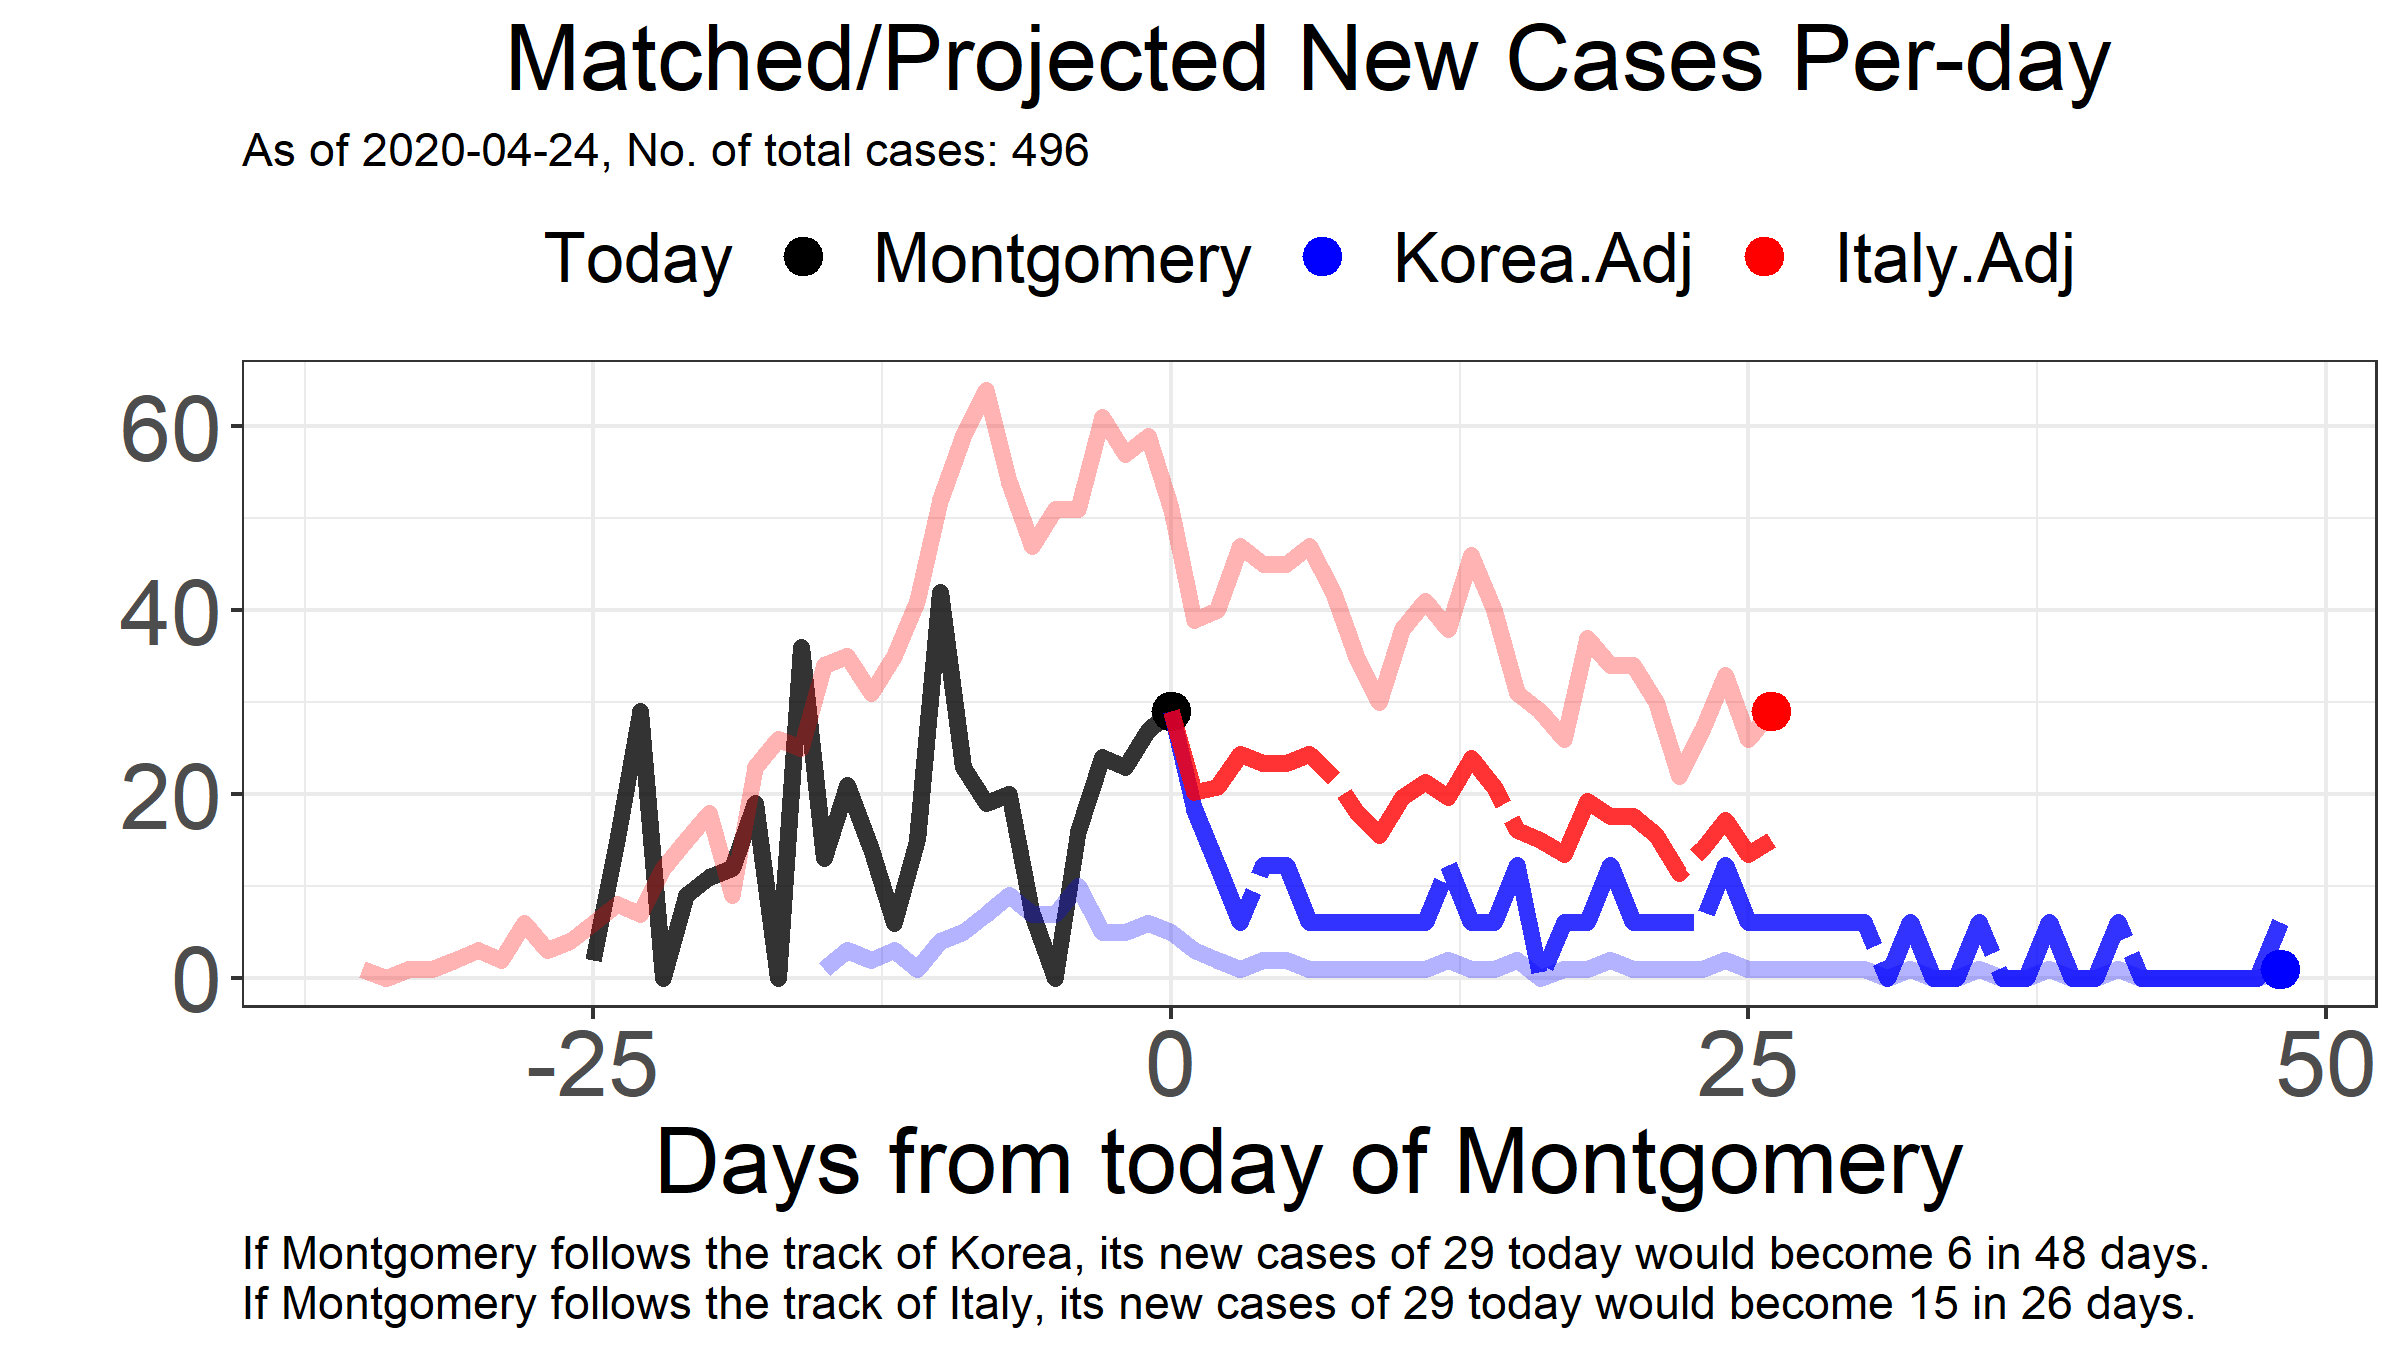 Matched/Projected New Cases Per-day
As of 2020-04-24, No. of total cases: 496
Today Montgomery Korea.Adj Italy.Adj
60
40
20
0
-25 0 25 50
Days from today of Montgomery
If Montgomery follows the track of Korea, its new cases of 29 today would become 6 in 48 days.
If Montgomery follows the track of Italy, its new cases of 29 today would become 15 in 26 days.